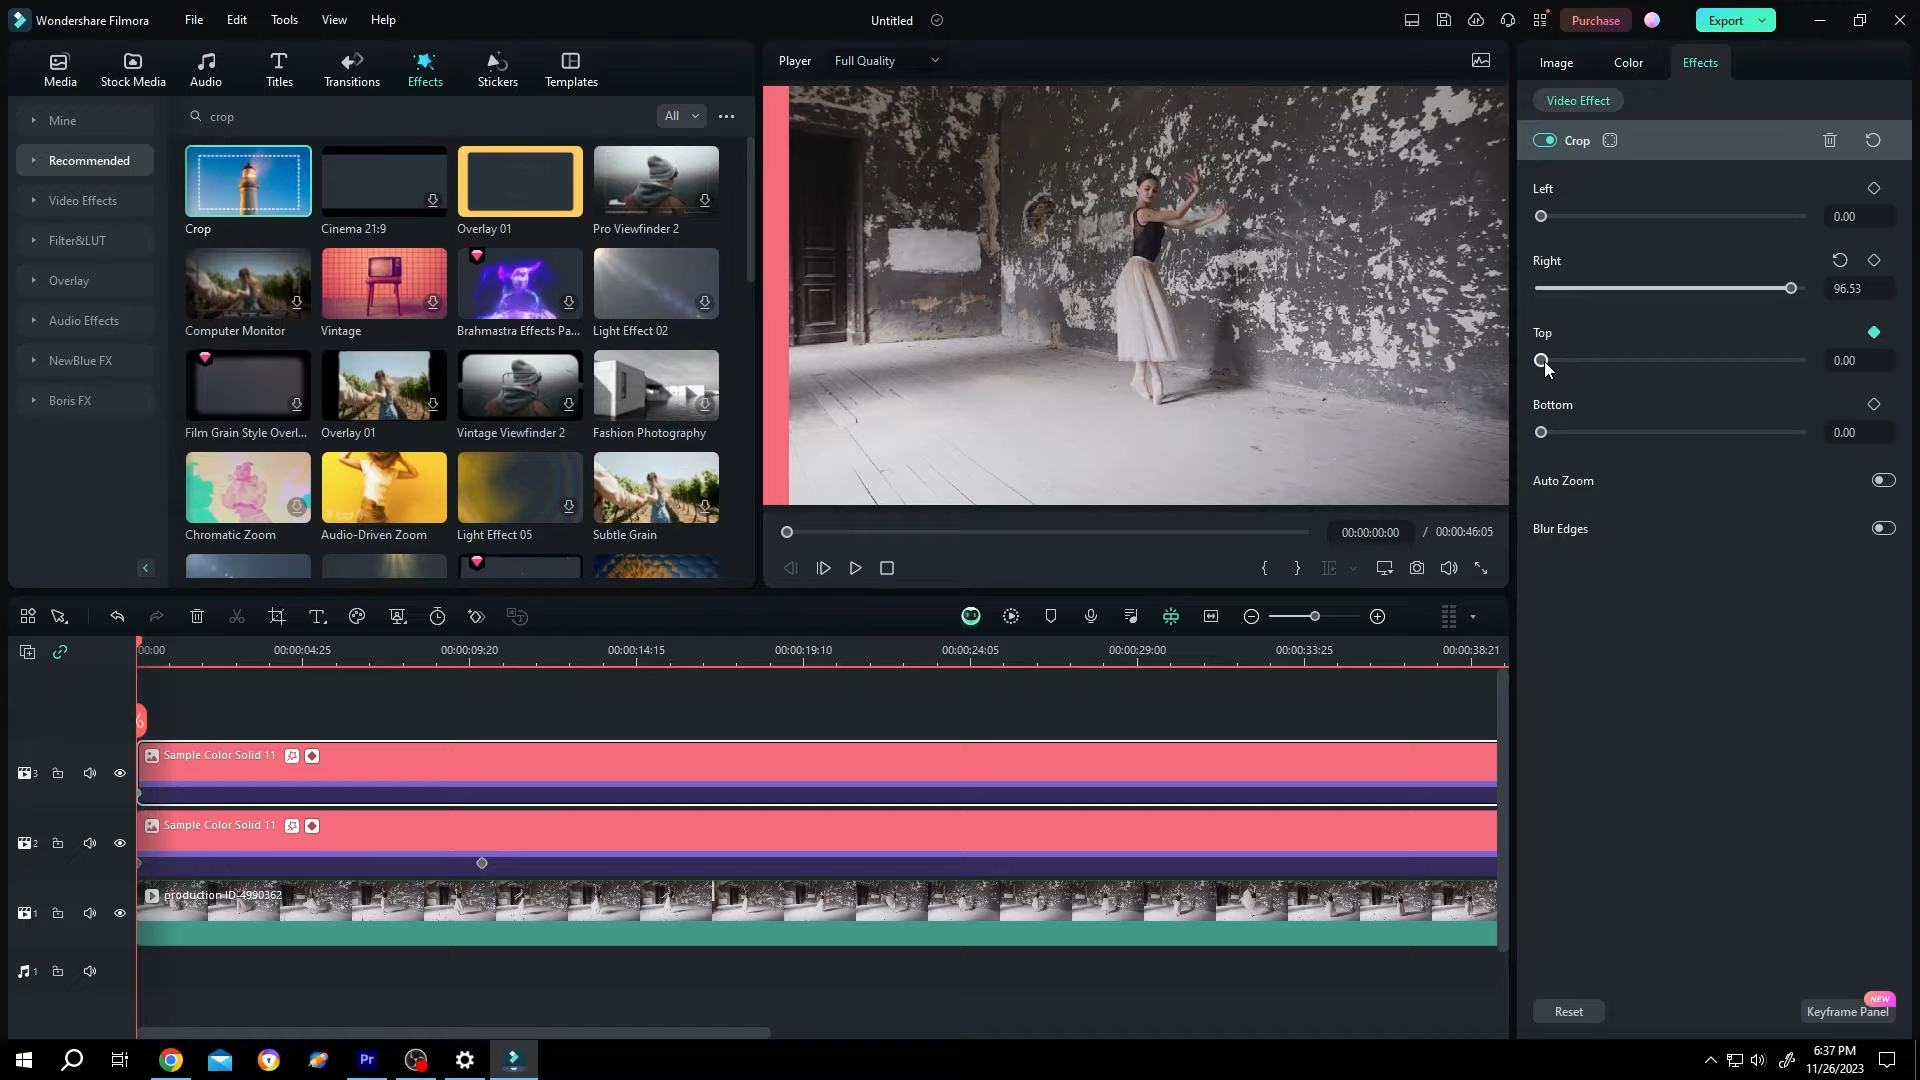 Wondershare Filmora
File
Edit
Tools
View
Help
Untitled
Purchase
Export
Media
Stock Media
Audio
Titles
Transitions
Effects
Stickers
Templates
Player
Full Quality
Image
Color
Effects
Mine
Recommended
Video Effects
Filter&LUT
Overlay
Audio Effects
NewBlue FX
Boris FX
crop
All
Crop
Cinema 21:9
Overlay 01
Pro Viewfinder 2
Computer Monitor
Vintage
Brahmastra Effects Pa...
Light Effect 02
Film Grain Style Overl...
Overlay 01
Vintage Viewfinder 2
Fashion Photography
Chromatic Zoom
Audio-Driven Zoom
Light Effect 05
Subtle Grain
00:00:00:00 / 00:00:46:05
Video Effect
Crop
Left
0.00
Right
96.53
Top
0.00
Bottom
0.00
Auto Zoom
Blur Edges
Reset
NEW
Keyframe Panel
00:00
00:00:04:25
00:00:09:20
00:00:14:15
00:00:19:10
00:00:24:05
00:00:29:00
00:00:33:25
00:00:38:21
3
Sample Color Solid 11
2
Sample Color Solid 11
1
production ID-4990362
1
Pr
6:37 PM
11/26/2023